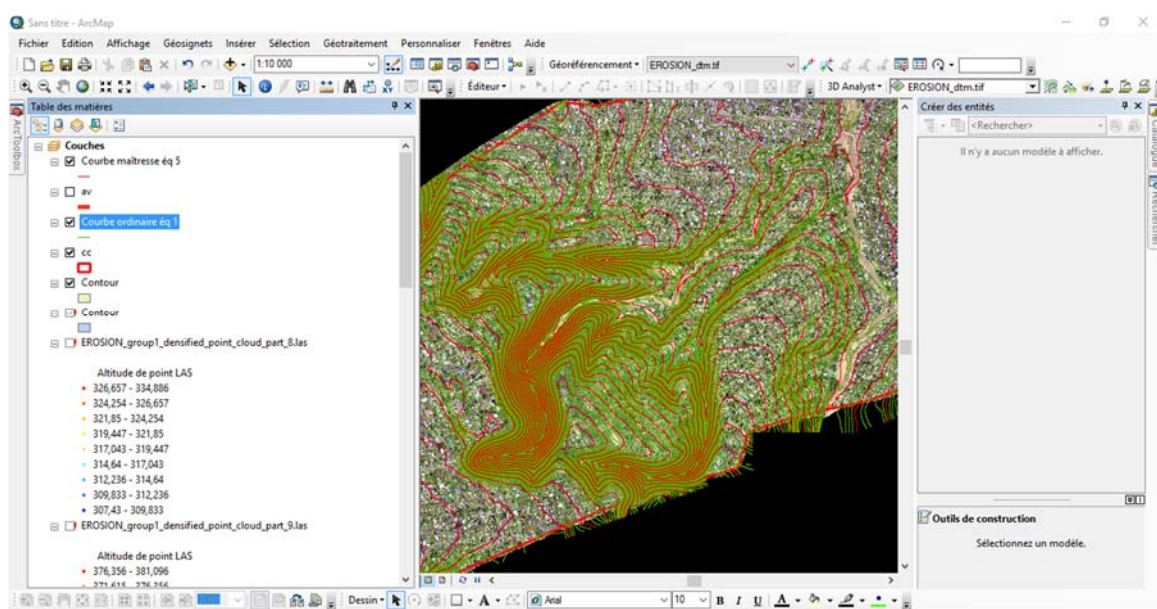 Sans titre - ArcMap
Fichier Edition Affichage Géosignets Insérer Sélection Géotraitement Personnaliser Fenêtres Aide
1:10 000 Géoréférencement EROSION_dtm.tif
Éditeur 3D Analyst EROSION_dtm.tif
Table des matières
Créer des entités
ArcToolbox
Catalogue
Rechercher
<Rechercher>
Il n'y a aucun modèle à afficher.
Couches
Courbe maîtresse éq 5
av
Courbe ordinaire éq 1
cc
Contour
Contour
EROSION_group1_densified_point_cloud_part_8.las
Altitude de point LAS
326,657 - 334,886
324,254 - 326,657
321,85 - 324,254
319,447 - 321,85
317,043 - 319,447
314,64 - 317,043
312,236 - 314,64
309,833 - 312,236
307,43 - 309,833
EROSION_group1_densified_point_cloud_part_9.las
Altitude de point LAS
376,356 - 381,096
Outils de construction
Sélectionnez un modèle.
Dessin A Arial 10 B I U A